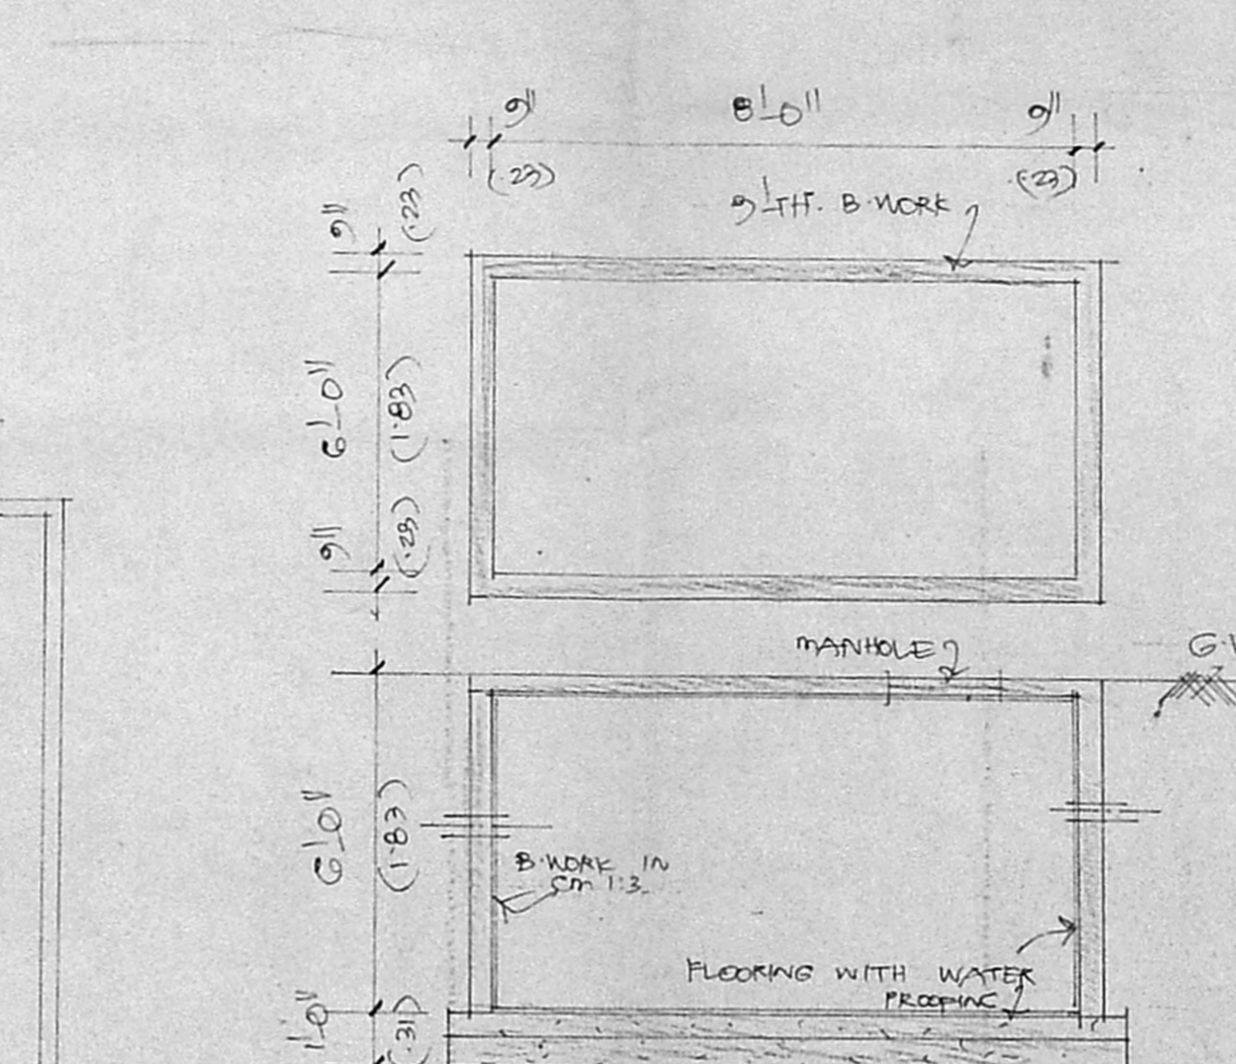 9" 8'-0" 9"
(.23) (.23)
9" (.23)
9"TH. B.WORK
6'-0" (1.83)
9" (.23)
MANHOLE
6'-0" (1.83)
B.WORK IN
CM 1:3
FLOORING WITH WATER
PROOFING
1'-0" (.31)